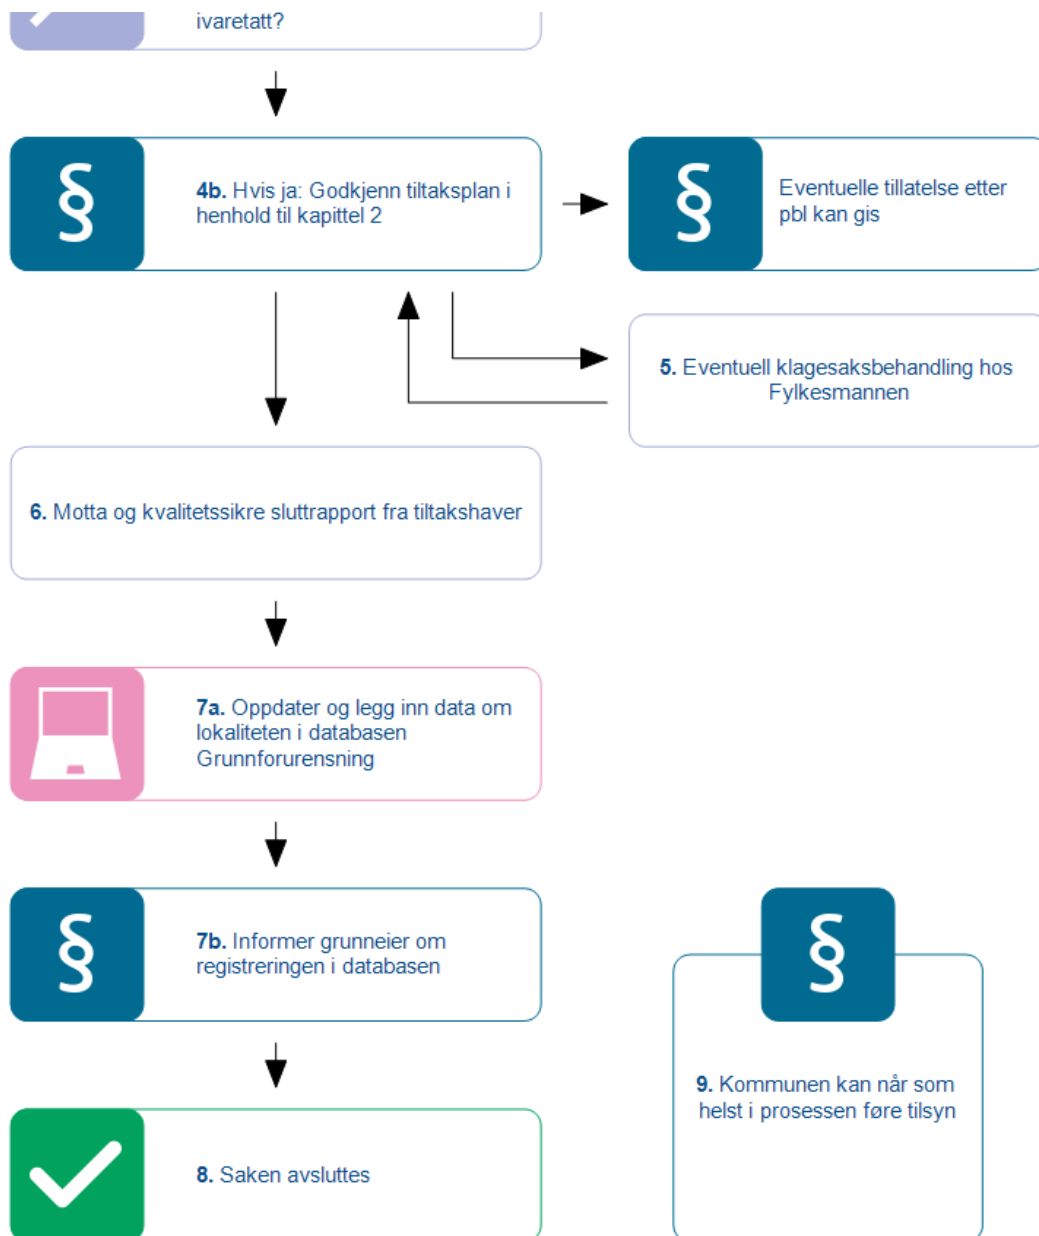 ivaretatt?
§
4b. Hvis ja: Godkjenn tiltaksplan i
henhold til kapittel 2
§
Eventuelle tillatelse etter
pbl kan gis
5. Eventuell klagesaksbehandling hos
Fylkesmannen
6. Motta og kvalitetssikre sluttrapport fra tiltakshaver
7a. Oppdater og legg inn data om
lokaliteten i databasen
Grunnforurensning
§
7b. Informer grunneier om
registreringen i databasen
§
9. Kommunen kan når som
helst i prosessen føre tilsyn
8. Saken avsluttes